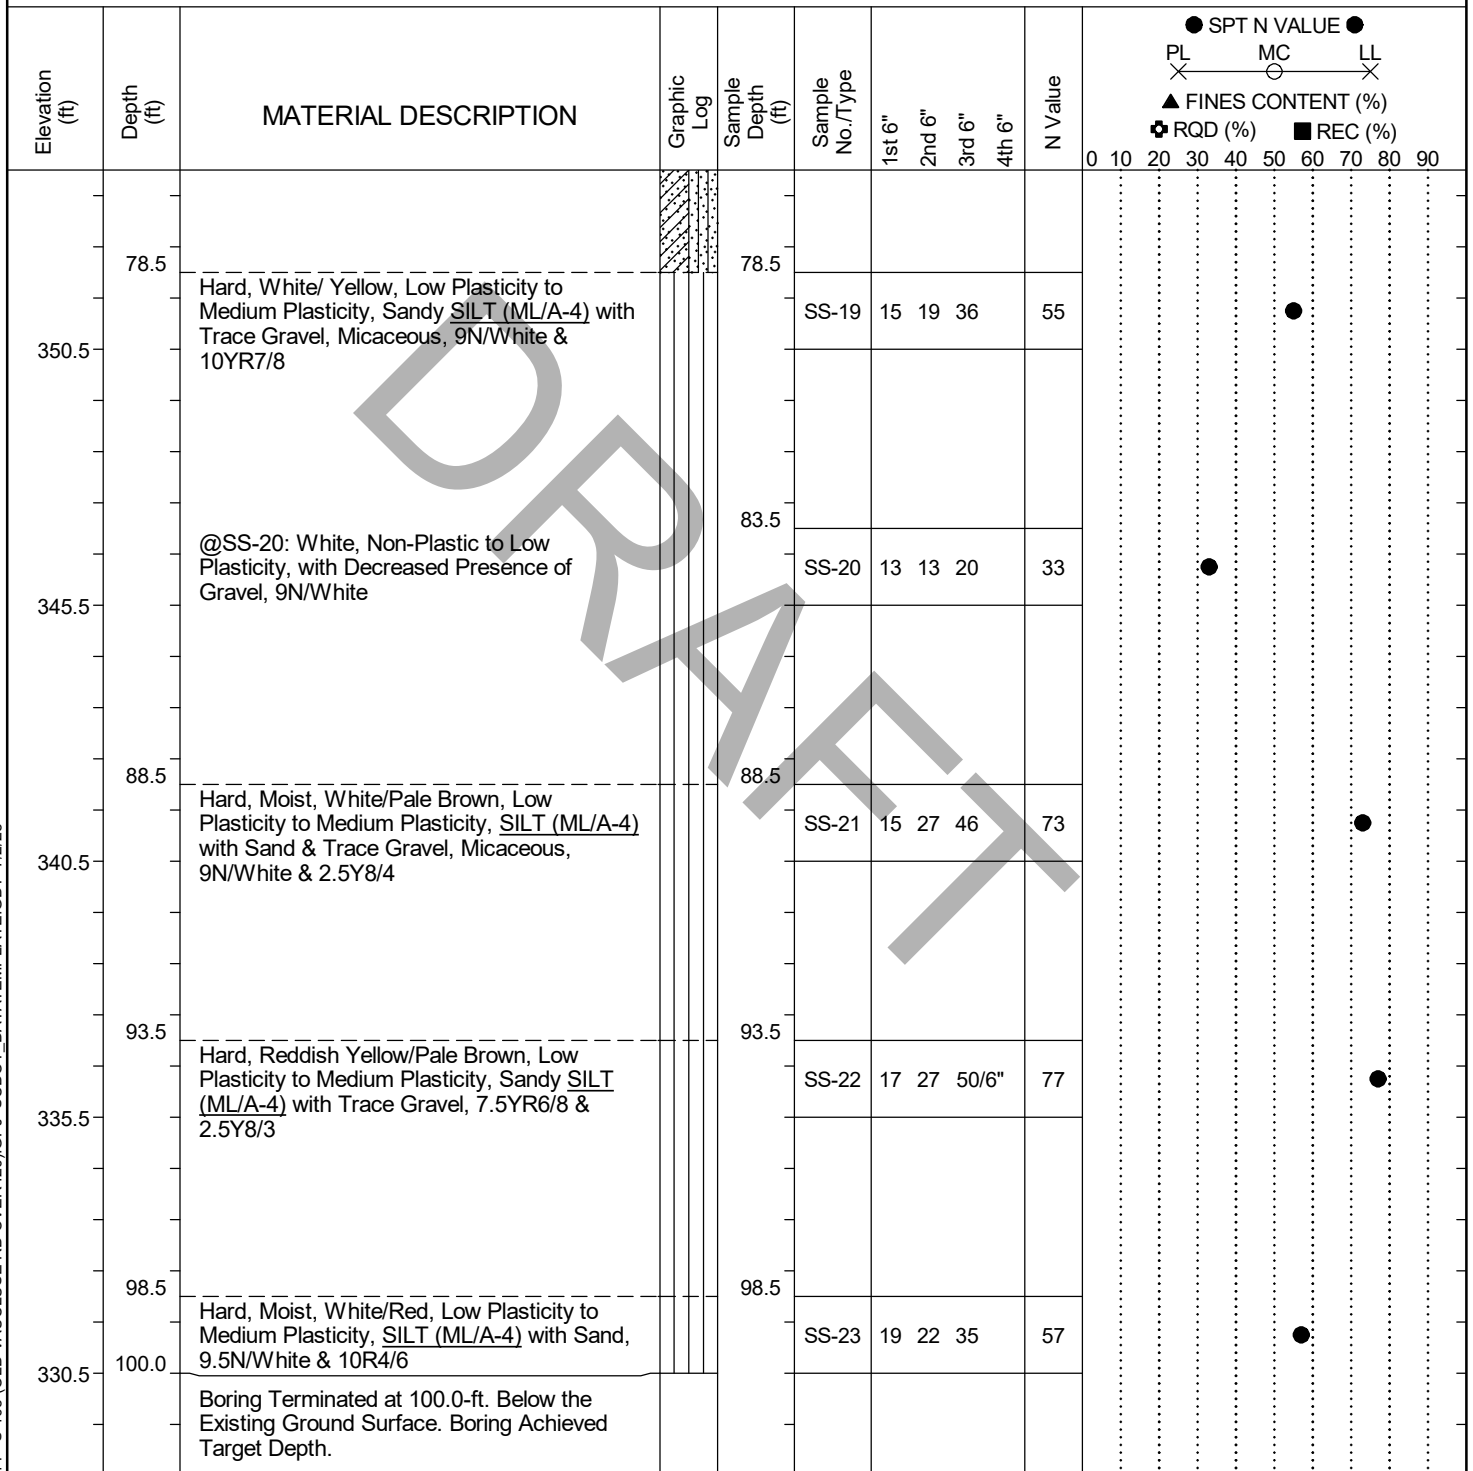 ● SPT N VALUE ●
PL MC LL
▲ FINES CONTENT (%)
RQD (%) ■ REC (%)
0 10 20 30 40 50 60 70 80 90
Elevation (ft)
Depth (ft)
MATERIAL DESCRIPTION
Graphic Log
Sample Depth (ft)
Sample No./Type
1st 6"
2nd 6"
3rd 6"
4th 6"
N Value
78.5 78.5
Hard, White/ Yellow, Low Plasticity to
Medium Plasticity, Sandy SILT (ML/A-4) with
Trace Gravel, Micaceous, 9N/White &
10YR7/8
SS-19 15 19 36 55
350.5
83.5
@SS-20: White, Non-Plastic to Low
Plasticity, with Decreased Presence of
Gravel, 9N/White
SS-20 13 13 20 33
345.5
88.5 88.5
Hard, Moist, White/Pale Brown, Low
Plasticity to Medium Plasticity, SILT (ML/A-4)
with Sand & Trace Gravel, Micaceous,
9N/White & 2.5Y8/4
SS-21 15 27 46 73
340.5
93.5 93.5
Hard, Reddish Yellow/Pale Brown, Low
Plasticity to Medium Plasticity, Sandy SILT
(ML/A-4) with Trace Gravel, 7.5YR6/8 &
2.5Y8/3
SS-22 17 27 50/6" 77
335.5
98.5 98.5
Hard, Moist, White/Red, Low Plasticity to
Medium Plasticity, SILT (ML/A-4) with Sand,
9.5N/White & 10R4/6
SS-23 19 22 35 57
330.5 100.0
Boring Terminated at 100.0-ft. Below the
Existing Ground Surface. Boring Achieved
Target Depth.
DRAFT